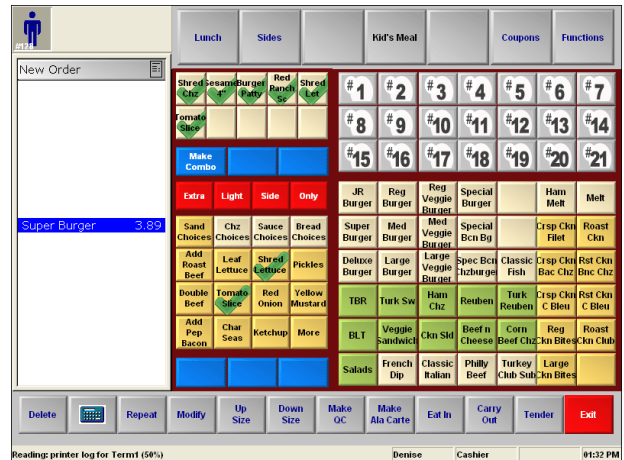 Lunch Sides Kid's Meal Coupons Functions
#128
New Order
Super Burger 3.89
Shred Chz Sesame 4" Burger Patty Red Ranch Sc Shred Let
Tomato Slice
Make Combo
Extra Light Side Only
Sand Choices Chz Choices Sauce Choices Bread Choices
Add Roast Beef Leaf Lettuce Shred Lettuce Pickles
Double Beef Tomato Slice Red Onion Yellow Mustard
Add Pep Bacon Char Seas Ketchup More
#1 #2 #3 #4 #5 #6 #7
#8 #9 #10 #11 #12 #13 #14
#15 #16 #17 #18 #19 #20 #21
JR Burger Reg Burger Reg Veggie Burger Special Burger Ham Melt Melt
Super Burger Med Burger Med Veggie Burger Special Bcn Bg Crsp Ckn Filet Roast Ckn
Deluxe Burger Large Burger Large Veggie Burger Spec Bcn Chzburger Classic Fish Crsp Ckn Bac Chz Rst Ckn Bnc Chz
TBR Turk Sw Ham Chz Reuben Turk Reuben Crsp Ckn C Bleu Rst Ckn C Bleu
BLT Veggie Sandwich Ckn Sld Beef n Cheese Corn Beef Chz Reg Ckn Bites Roast Ckn Club
Salads French Dip Classic Italian Philly Beef Turkey Club Sub Large Ckn Bites
Delete Repeat Modify Up Size Down Size Make QC Make Ala Carte Eat In Carry Out Tender Exit
Reading: printer log for Term1 (50%) Denise Cashier 01:32 PM